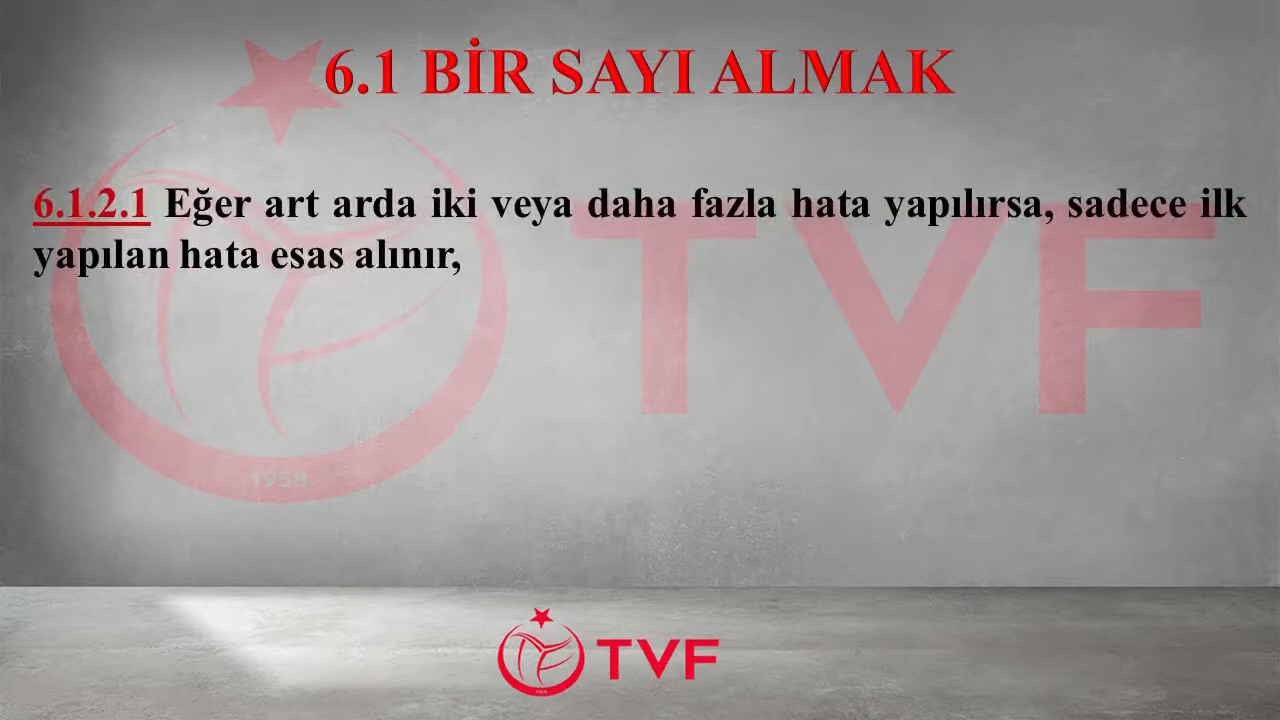 6.1 BİR SAYI ALMAK
6.1.2.1 Eğer art arda iki veya daha fazla hata yapılırsa, sadece ilk
yapılan hata esas alınır,
TVF
1958
TVF